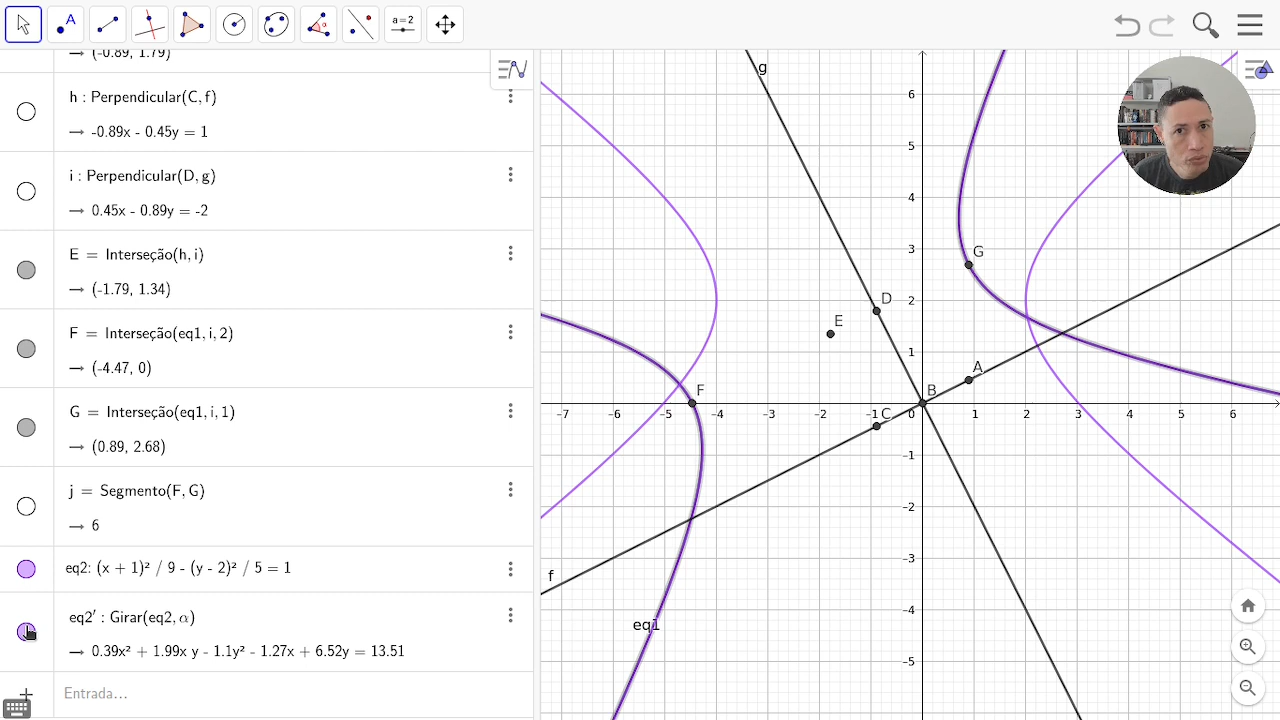 a=2
→ (-0.89, 1.79)
h : Perpendicular(C, f)
→ -0.89x - 0.45y = 1
i : Perpendicular(D, g)
→ 0.45x - 0.89y = -2
E = Interseção(h, i)
→ (-1.79, 1.34)
F = Interseção(eq1, i, 2)
→ (-4.47, 0)
G = Interseção(eq1, i, 1)
→ (0.89, 2.68)
j = Segmento(F, G)
→ 6
eq2: (x + 1)² / 9 - (y - 2)² / 5 = 1
eq2′ : Girar(eq2, α)
→ 0.39x² + 1.99x y - 1.1y² - 1.27x + 6.52y = 13.51
Entrada…
g
6
5
4
3
G
2
D
E
1
A
F
B
-7 -6 -5 -4 -3 -2 -1 0 1 2 3 4 5 6
C
-1
-2
-3
f
-4
eq1
-5